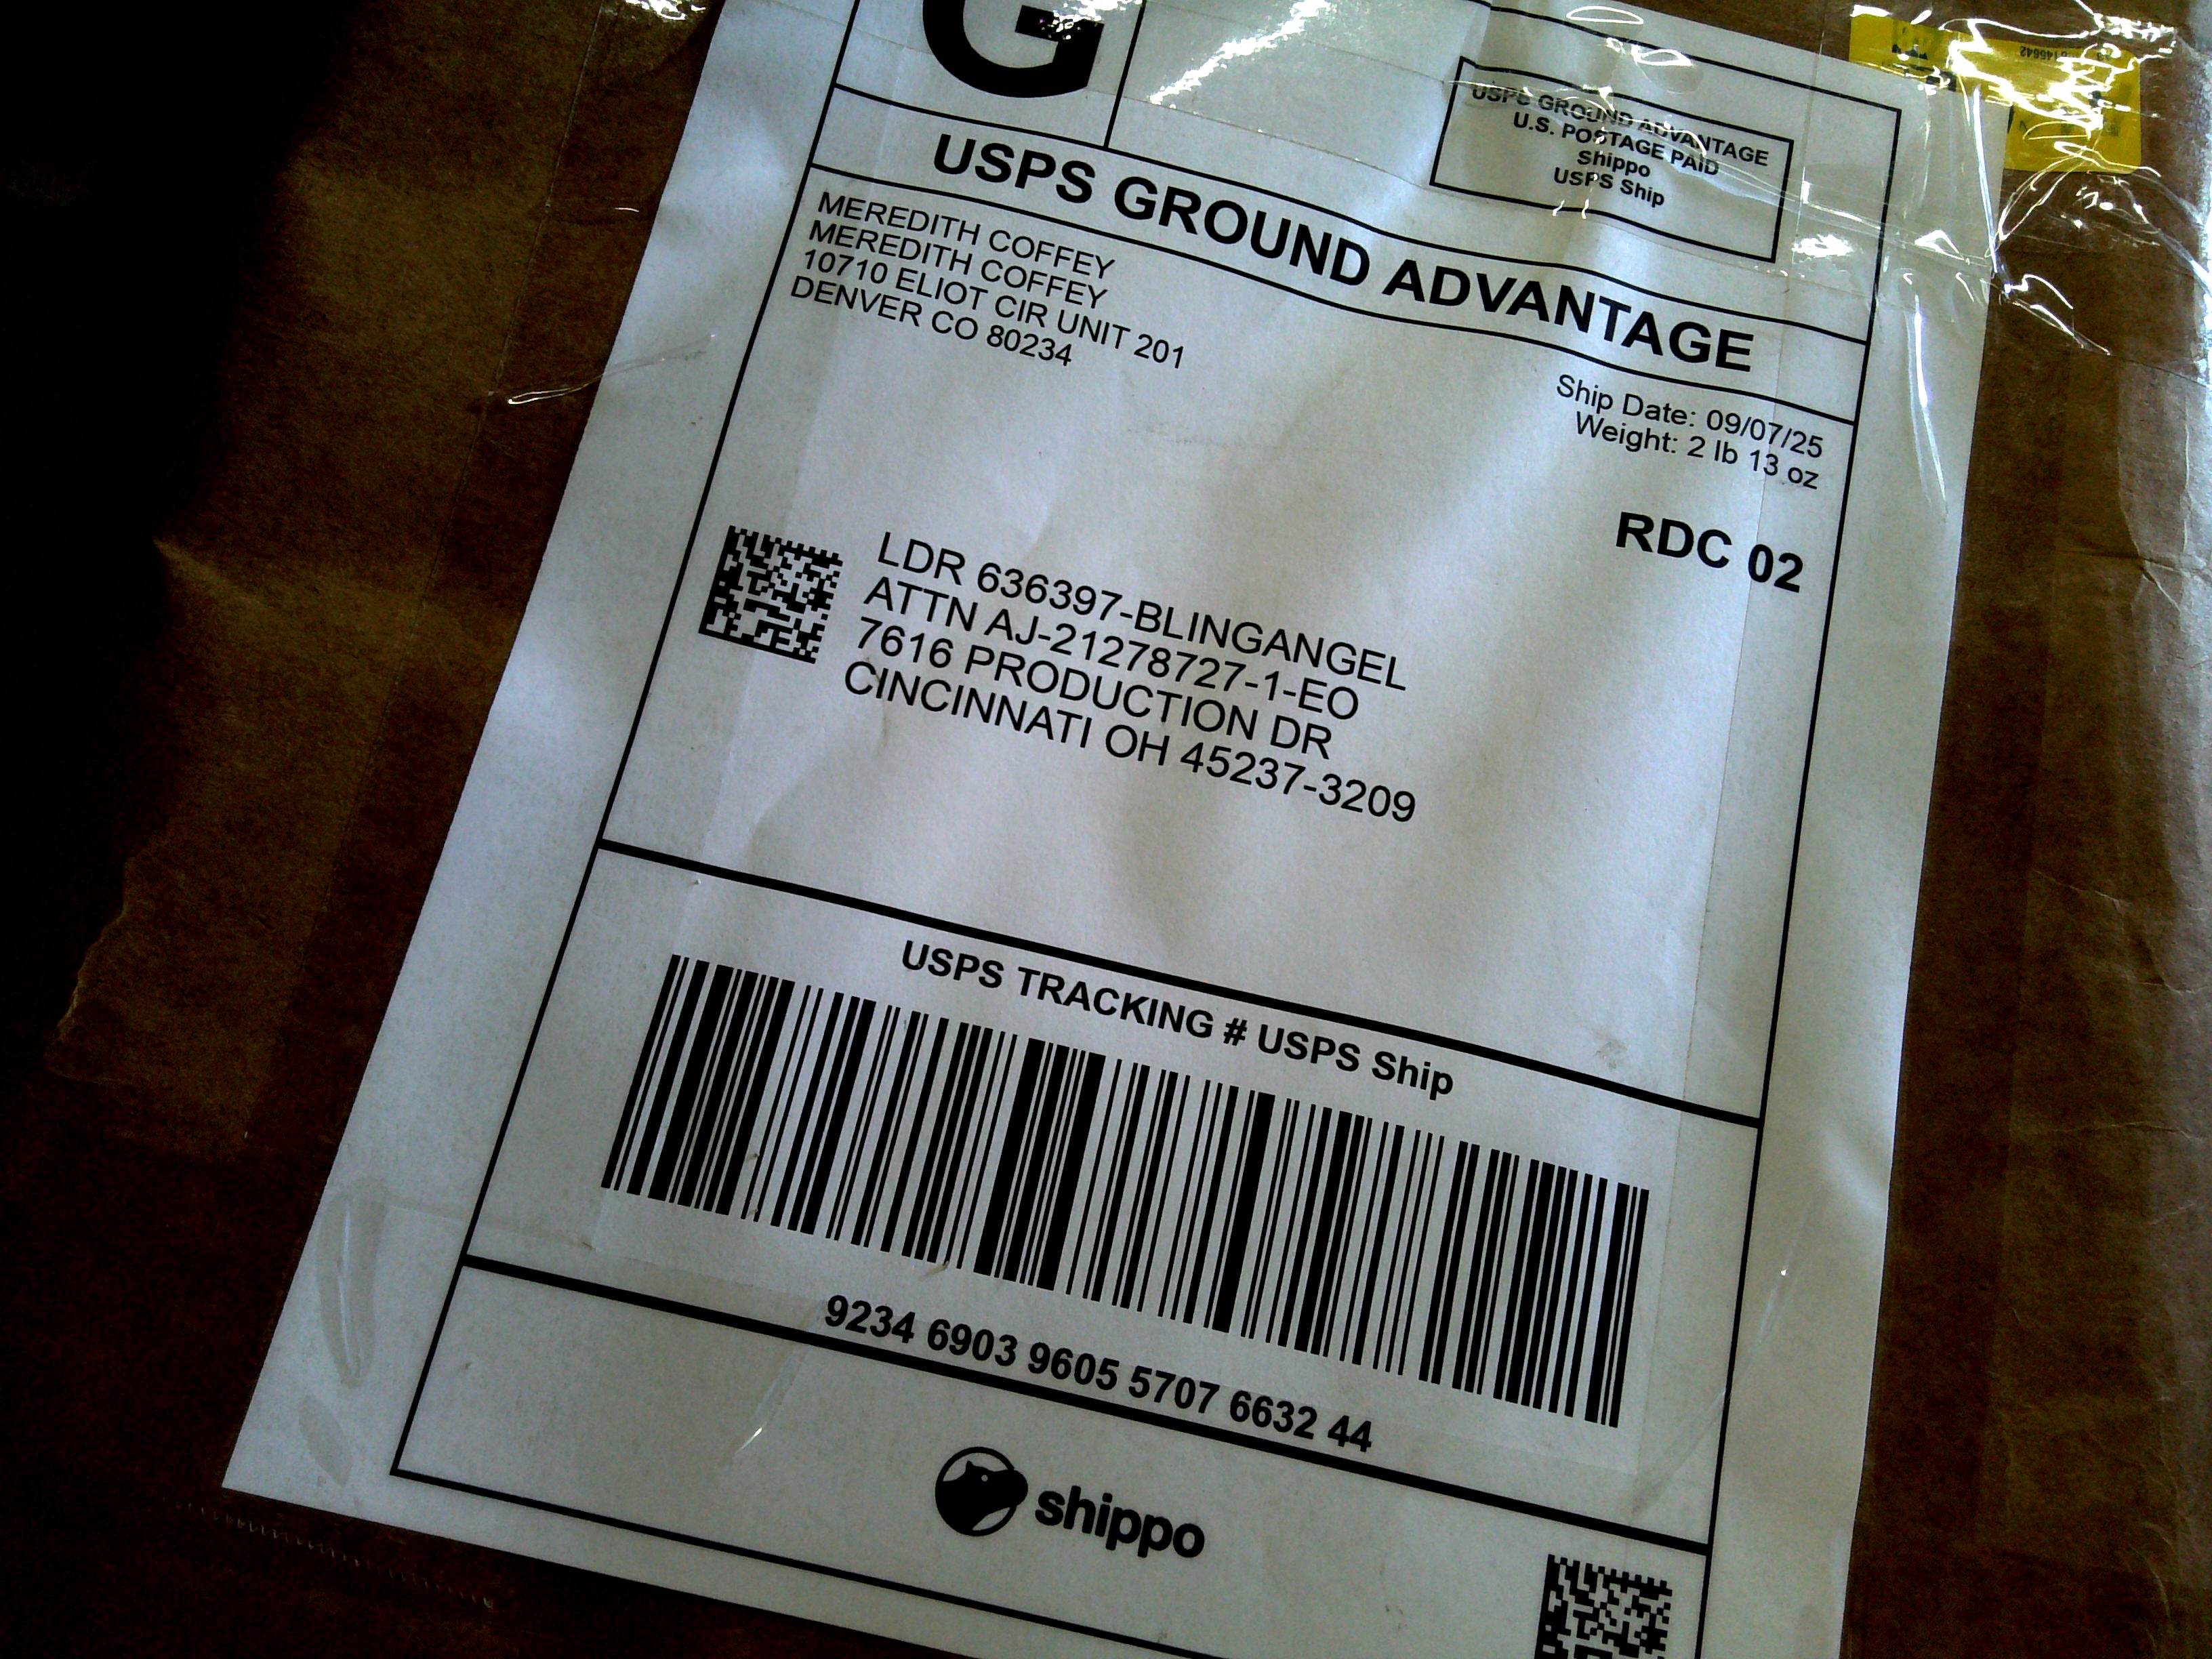 G
USPS GROUND ADVANTAGE
U.S. POSTAGE PAID
Shippo
USPS Ship
USPS GROUND ADVANTAGE
MEREDITH COFFEY
MEREDITH COFFEY
10710 ELIOT CIR UNIT 201
DENVER CO 80234
Ship Date: 09/07/25
Weight: 2 lb 13 oz
RDC 02
LDR 636397-BLINGANGEL
ATTN AJ-21278727-1-EO
7616 PRODUCTION DR
CINCINNATI OH 45237-3209
USPS TRACKING # USPS Ship
9234 6903 9605 5707 6632 44
shippo